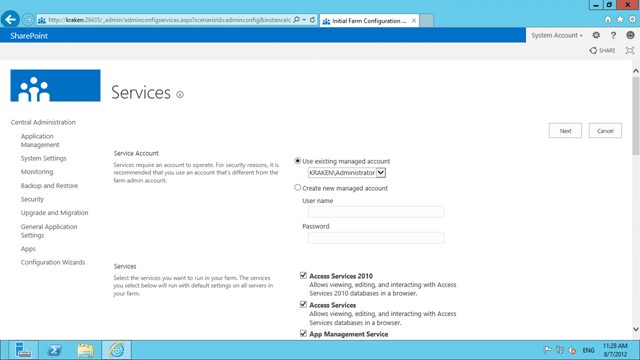 http://kraken:26435/_admin/adminconfigservices.aspx?scenarioId=adminconfig&instanceId
Initial Farm Configuration ...
SharePoint
System Account
SHARE
Services
Central Administration
Application
Management
System Settings
Monitoring
Backup and Restore
Security
Upgrade and Migration
General Application
Settings
Apps
Configuration Wizards
Next
Cancel
Service Account
Services require an account to operate. For security reasons, it is
recommended that you use an account that's different from the
farm admin account.
Use existing managed account
KRAKEN\Administrator
Create new managed account
User name
Password
Services
Select the services you want to run in your farm. The services
you select below will run with default settings on all servers in
your farm.
Access Services 2010
Allows viewing, editing, and interacting with Access
Services 2010 databases in a browser.
Access Services
Allows viewing, editing, and interacting with Access
Services databases in a browser.
App Management Service
ENG
11:28 AM
8/7/2012